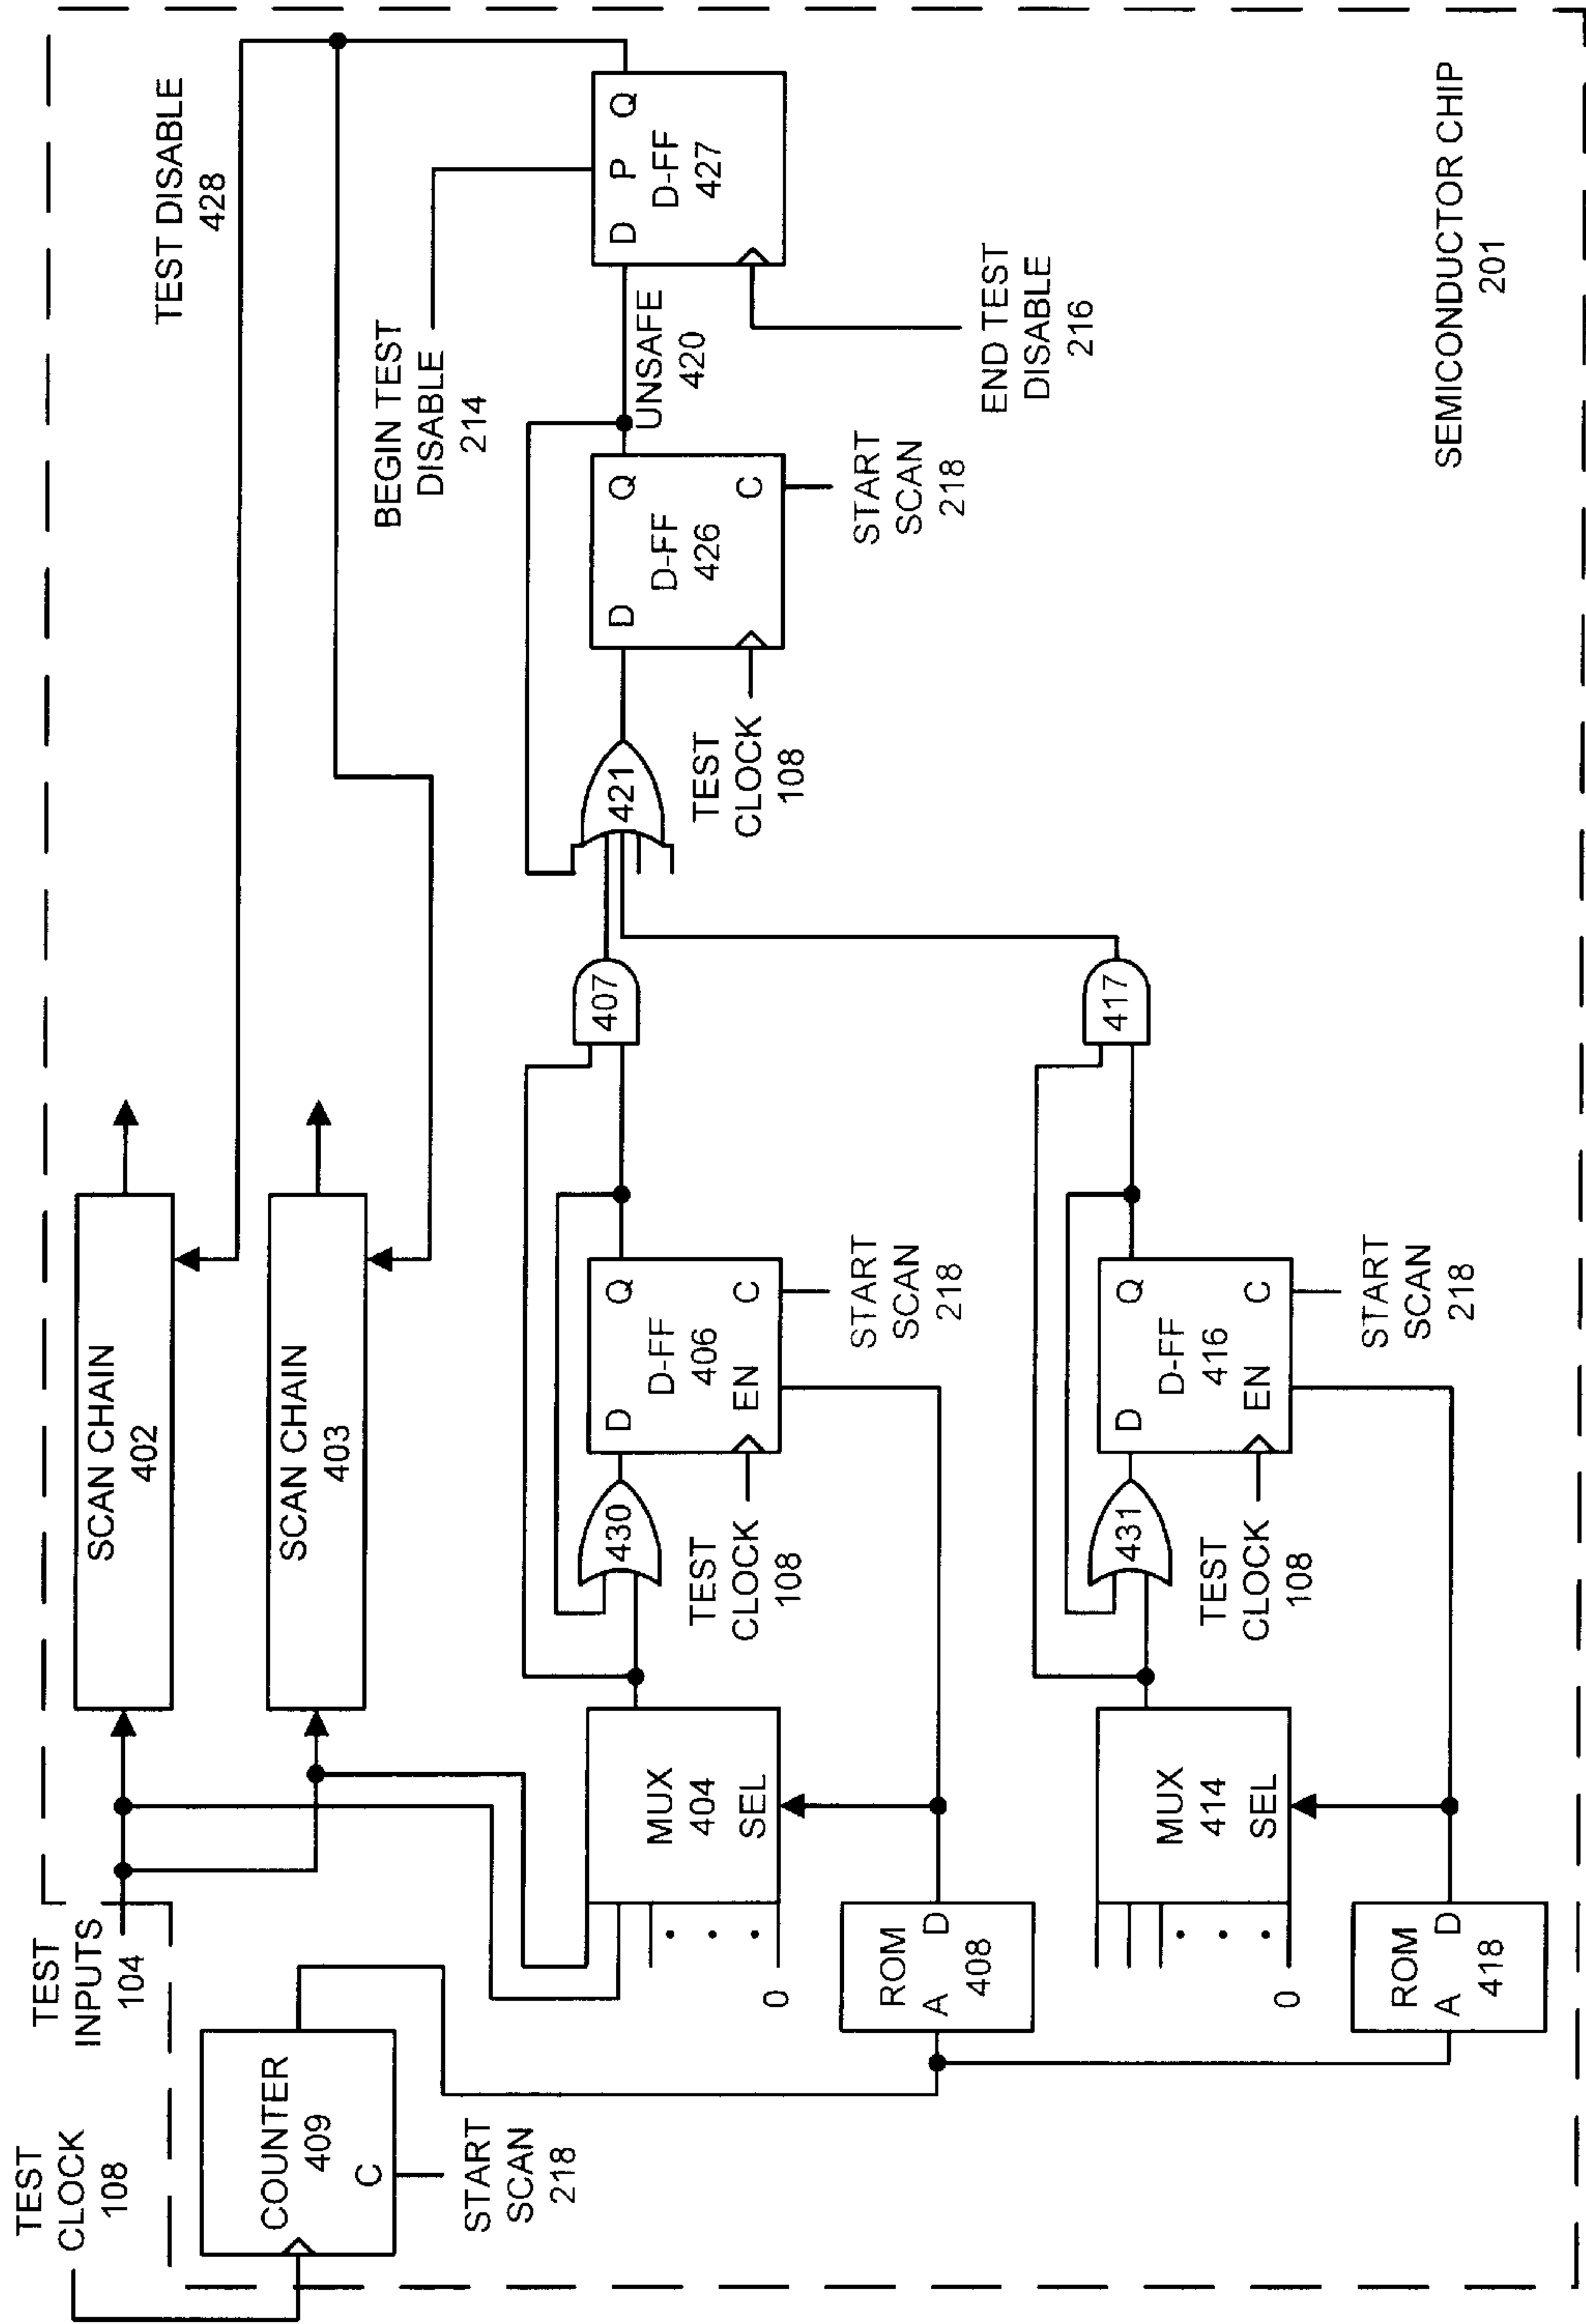 TEST
CLOCK
108
TEST
INPUTS
104
COUNTER
409
C
START
SCAN
218
SCAN CHAIN
402
SCAN CHAIN
403
TEST DISABLE
428
MUX
404
SEL
0
ROM
408
A
D
430
D
Q
D-FF
406
EN
C
TEST
CLOCK
108
START
SCAN
218
407
MUX
414
SEL
0
ROM
418
A
D
431
D
Q
D-FF
416
EN
C
TEST
CLOCK
108
START
SCAN
218
417
421
D
Q
D-FF
426
C
TEST
CLOCK
108
START
SCAN
218
UNSAFE
420
BEGIN TEST
DISABLE
214
D
P
Q
D-FF
427
END TEST
DISABLE
216
SEMICONDUCTOR CHIP
201